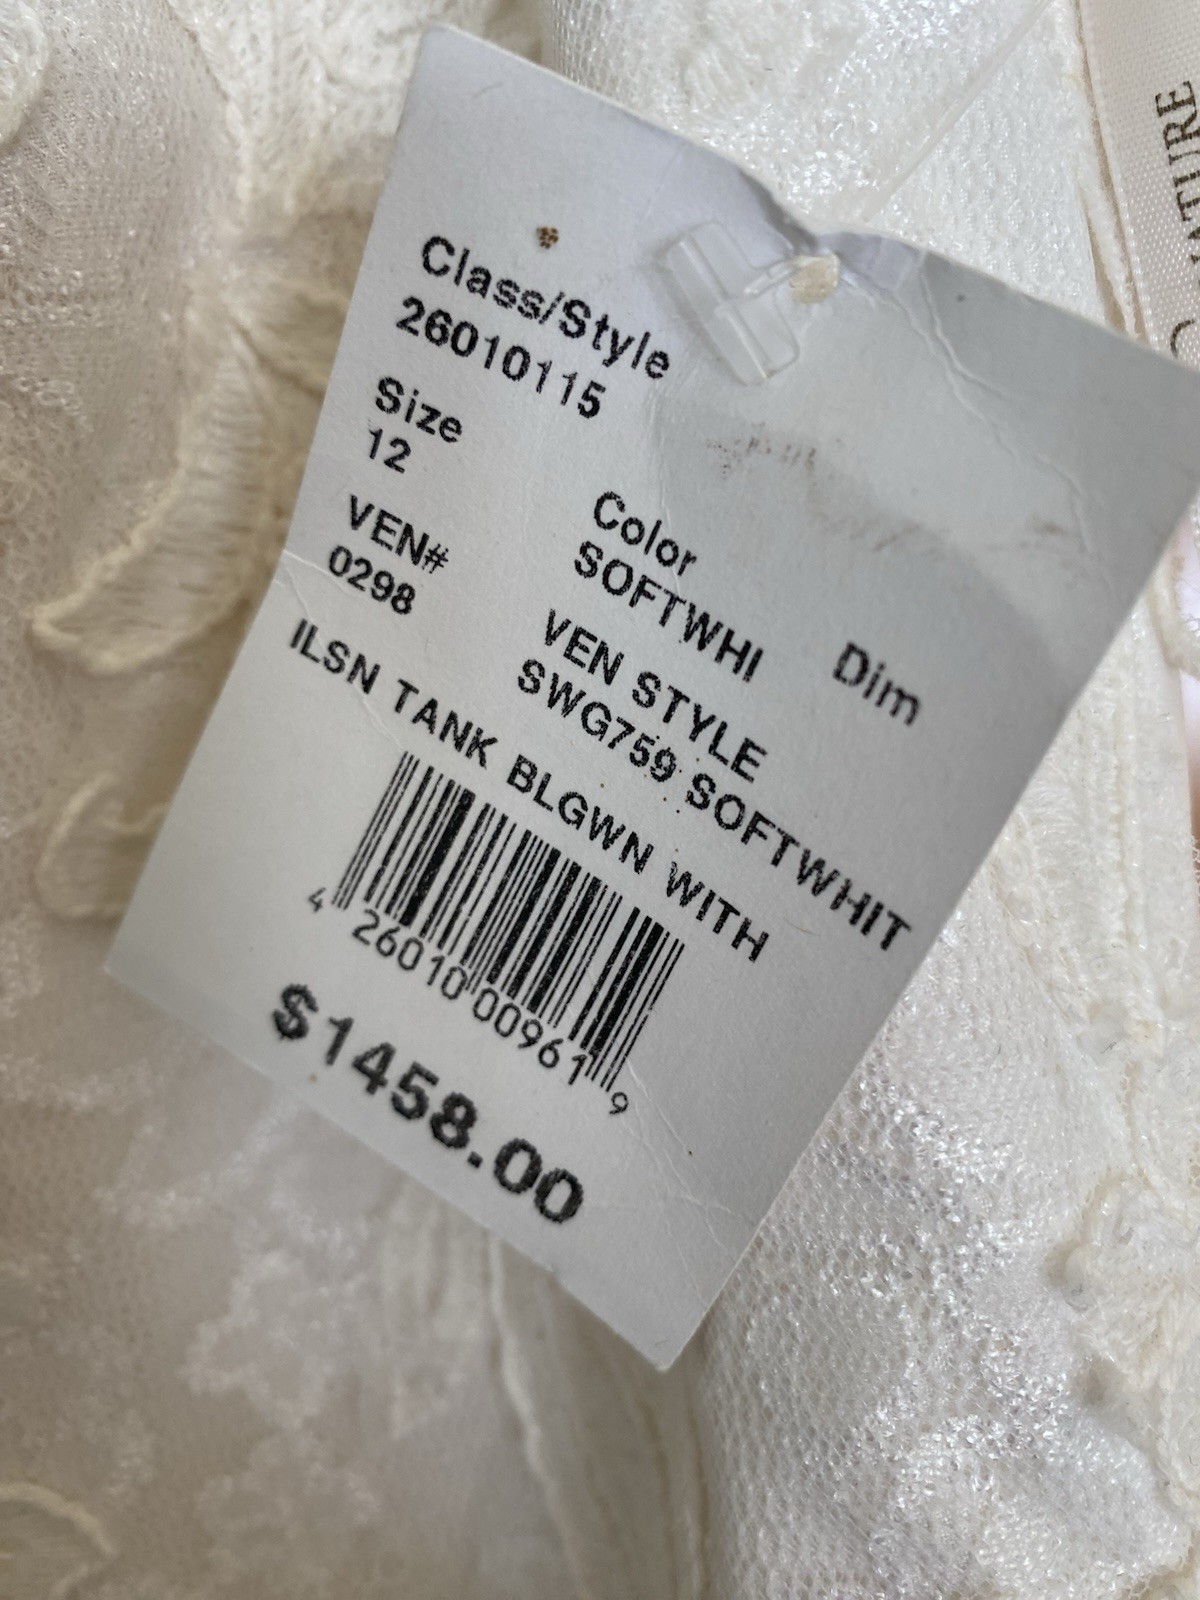 Class/Style
26010115
Size
12
Color
SOFTWHI
Dim
VEN#
0298
VEN STYLE
SWG759 SOFTWHIT
ILSN TANK BLGWN WITH
4 26010 00961 9
$1458.00